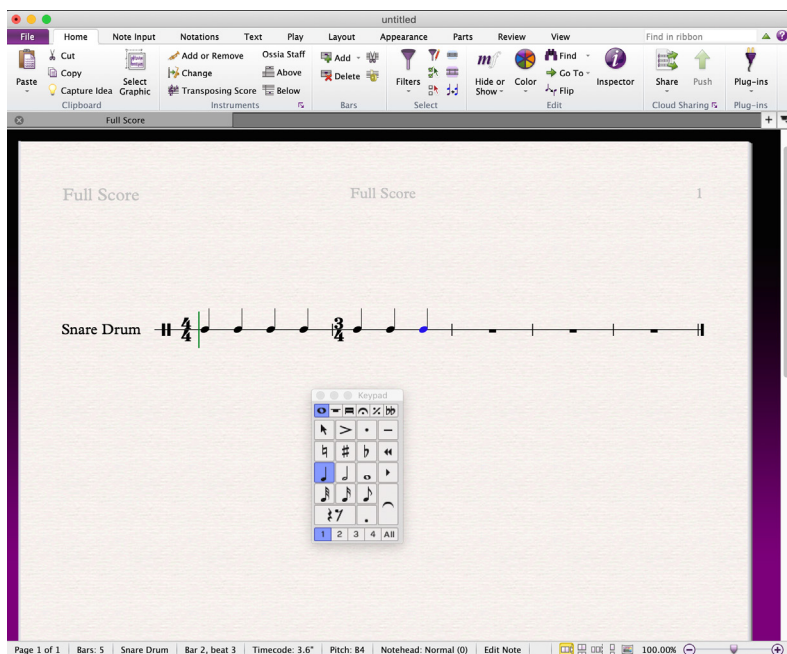 untitled
File Home Note Input Notations Text Play Layout Appearance Parts Review View Find in ribbon
Paste Cut Copy Capture Idea Select Graphic Add or Remove Change Transposing Score Ossia Staff Above Below Add Delete Filters Hide or Show Color Find Go To Flip Inspector Share Push Plug-ins
Clipboard Instruments Bars Select Edit Cloud Sharing Plug-ins
Full Score
Full Score Full Score 1
Snare Drum 4 4 3 4
Keypad
1 2 3 4 All
Page 1 of 1 Bars: 5 Snare Drum Bar 2, beat 3 Timecode: 3.6" Pitch: B4 Notehead: Normal (0) Edit Note 100.00%